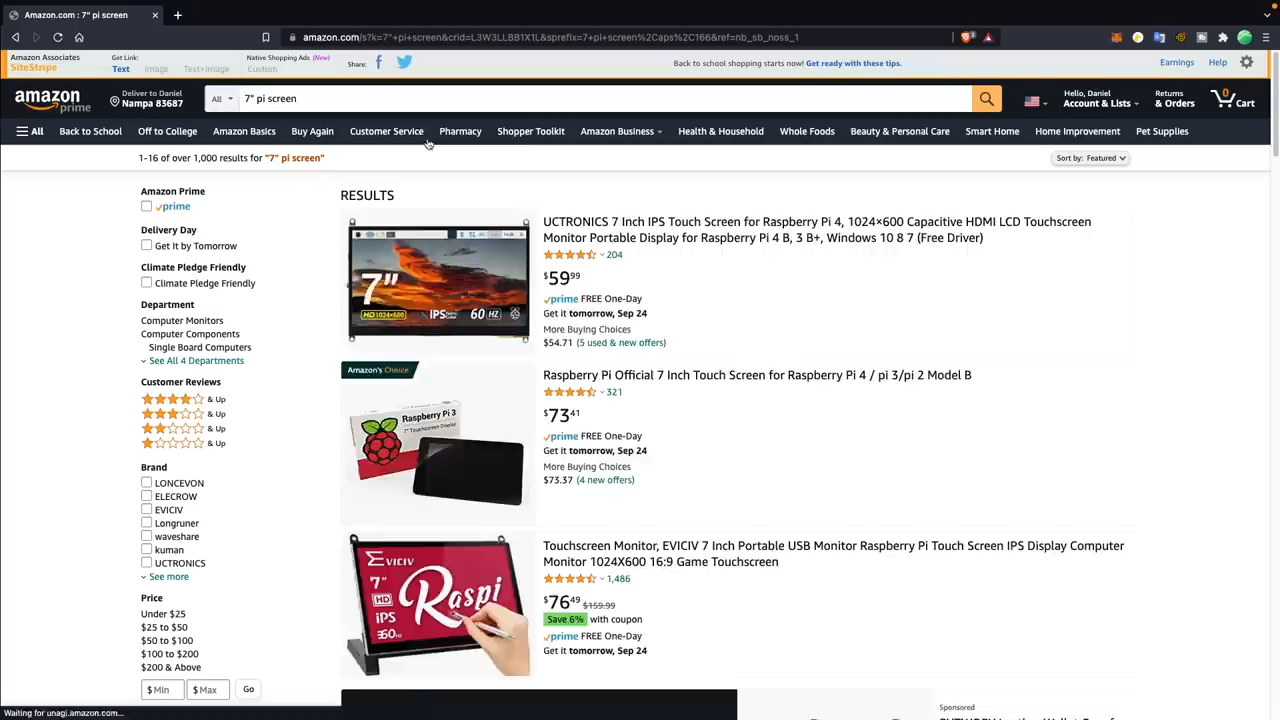 Amazon.com : 7" pi screen
amazon.com/s?k=7"+pi+screen&crid=L3W3LLBB1X1L&sprefix=7+pi+screen%2Caps%2C166&ref=nb_sb_noss_1
Amazon Associates
SiteStripe
Get Link:
Text Image Text+Image
Native Shopping Ads (New)
Custom
Share:
Back to school shopping starts now! Get ready with these tips.
Earnings Help
amazon prime
Deliver to Daniel
Nampa 83687
All
7" pi screen
Hello, Daniel
Account & Lists
Returns
& Orders
0
Cart
All Back to School Off to College Amazon Basics Buy Again Customer Service Pharmacy Shopper Toolkit Amazon Business Health & Household Whole Foods Beauty & Personal Care Smart Home Home Improvement Pet Supplies
1-16 of over 1,000 results for "7" pi screen"
Sort by: Featured
Amazon Prime
prime
Delivery Day
Get It by Tomorrow
Climate Pledge Friendly
Climate Pledge Friendly
Department
Computer Monitors
Computer Components
Single Board Computers
See All 4 Departments
Customer Reviews
& Up
& Up
& Up
& Up
Brand
LONCEVON
ELECROW
EVICIV
Longruner
waveshare
kuman
UCTRONICS
See more
Price
Under $25
$25 to $50
$50 to $100
$100 to $200
$200 & Above
$ Min $ Max Go
RESULTS
7"
HD1024×600 IPS 60 HZ
UCTRONICS 7 Inch IPS Touch Screen for Raspberry Pi 4, 1024×600 Capacitive HDMI LCD Touchscreen
Monitor Portable Display for Raspberry Pi 4 B, 3 B+, Windows 10 8 7 (Free Driver)
204
$59.99
prime FREE One-Day
Get it tomorrow, Sep 24
More Buying Choices
$54.71 (5 used & new offers)
Amazon's Choice
Raspberry Pi 3
7" Touchscreen Display
Raspberry Pi Official 7 Inch Touch Screen for Raspberry Pi 4 / pi 3/pi 2 Model B
321
$73.41
prime FREE One-Day
Get it tomorrow, Sep 24
More Buying Choices
$73.37 (4 new offers)
EVICIV
7"
HD
iPS
60HZ
Raspi
Touchscreen Monitor, EVICIV 7 Inch Portable USB Monitor Raspberry Pi Touch Screen IPS Display Computer
Monitor 1024X600 16:9 Game Touchscreen
1,486
$76.49 $159.99
Save 6% with coupon
prime FREE One-Day
Get it tomorrow, Sep 24
Sponsored
Waiting for unagi.amazon.com...